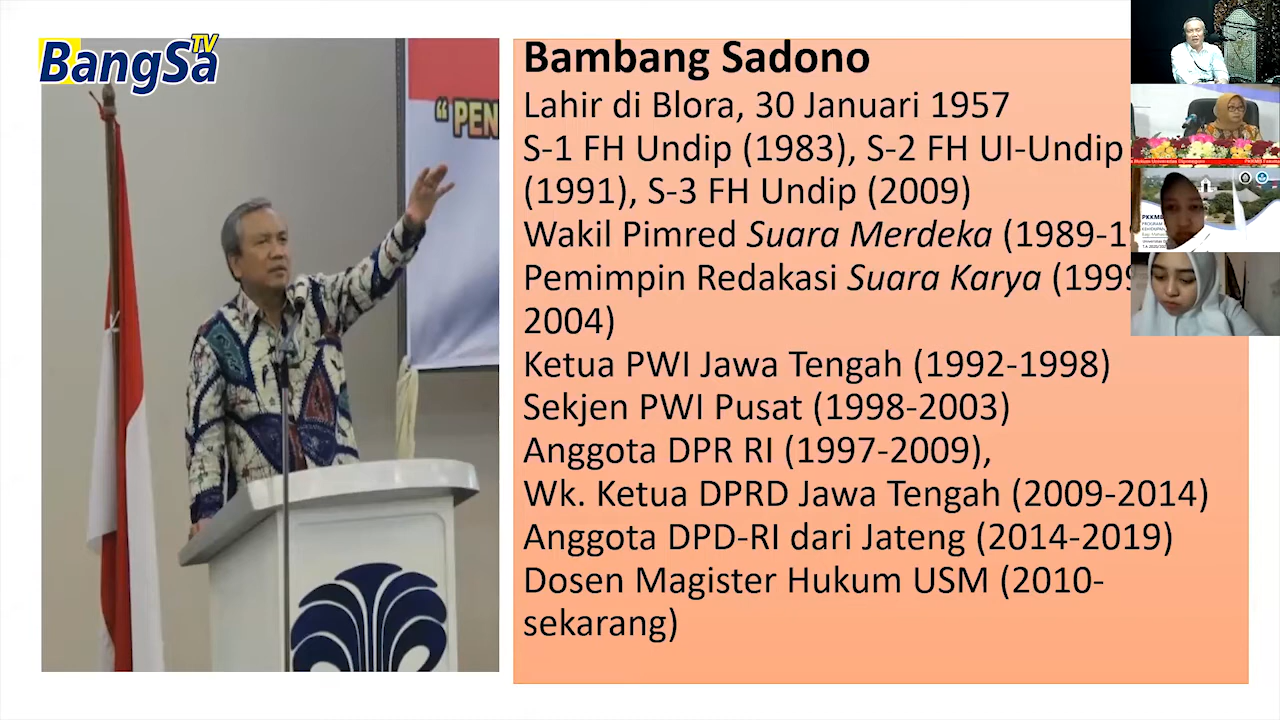 BangSa TV
“ PEN
Bambang Sadono
Lahir di Blora, 30 Januari 1957
S-1 FH Undip (1983), S-2 FH UI-Undip
(1991), S-3 FH Undip (2009)
Wakil Pimred Suara Merdeka (1989-1
Pemimpin Redakasi Suara Karya (1999
2004)
Ketua PWI Jawa Tengah (1992-1998)
Sekjen PWI Pusat (1998-2003)
Anggota DPR RI (1997-2009),
Wk. Ketua DPRD Jawa Tengah (2009-2014)
Anggota DPD-RI dari Jateng (2014-2019)
Dosen Magister Hukum USM (2010-
sekarang)